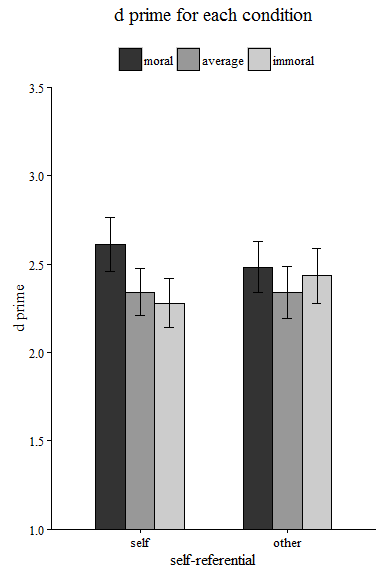 d prime for each condition
moral average immoral
3.5
3.0
2.5
2.0
1.5
1.0
d prime
self other
self-referential